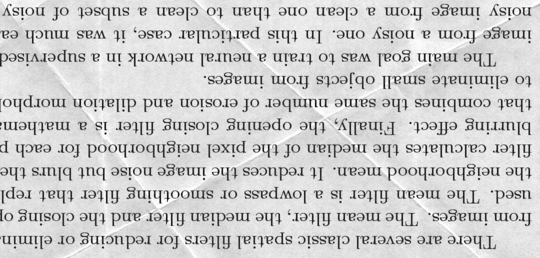 There are several classic spatial filters for reducing or elimin
from images. The mean filter, the median filter and the closing op
used. The mean filter is a lowpass or smoothing filter that repl
the neighborhood mean. It reduces the image noise but blurs the
filter calculates the median of the pixel neighborhood for each p
blurring effect. Finally, the opening closing filter is a mathema
that combines the same number of erosion and dilation morphol
to eliminate small objects from images.
The main goal was to train a neural network in a supervised
image from a noisy one. In this particular case, it was much ea
noisy image from a clean one than to clean a subset of noisy